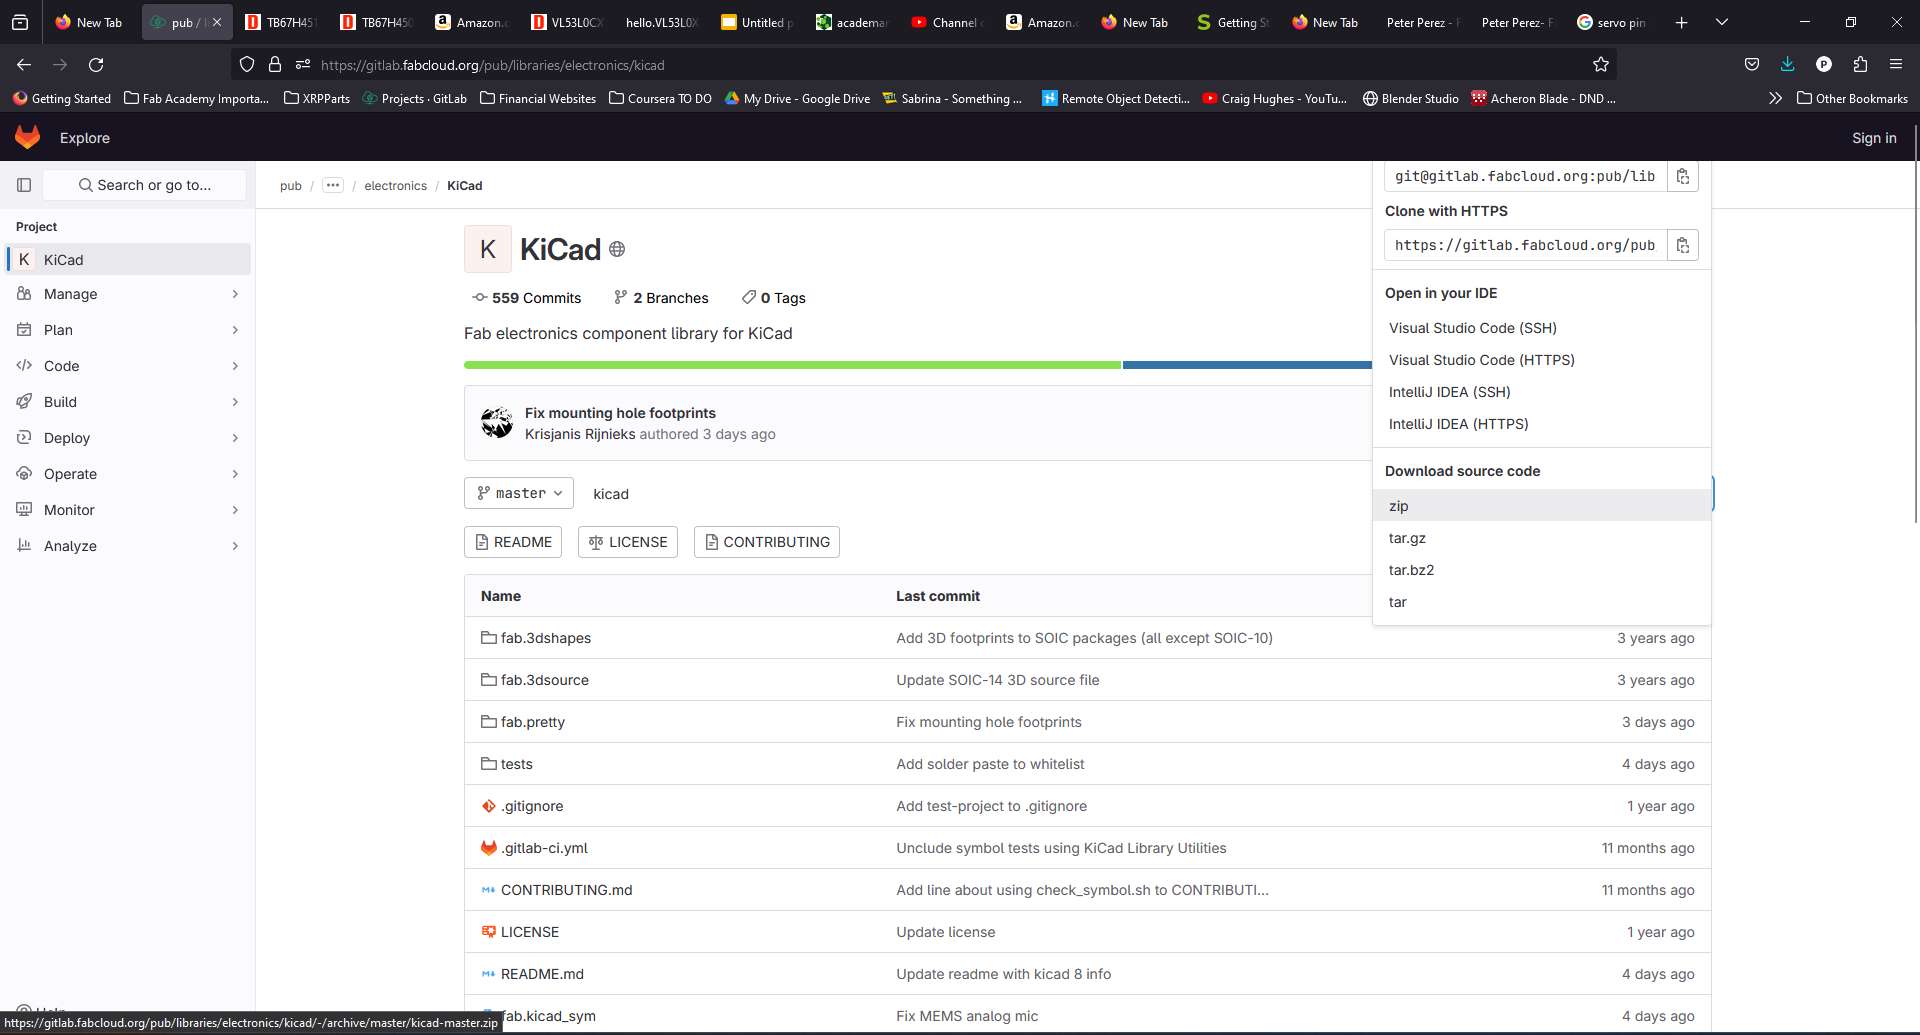 New Tab
pub / li
TB67H451
TB67H450
Amazon.c
VL53L0CX
hello.VL53L0X
Untitled p
academa
Channel c
Amazon.c
New Tab
Getting St
New Tab
Peter Perez - F
Peter Perez- F
servo pin
https://gitlab.fabcloud.org/pub/libraries/electronics/kicad
Getting Started
Fab Academy Importa...
XRPParts
Projects · GitLab
Financial Websites
Coursera TO DO
My Drive - Google Drive
Sabrina - Something ...
Remote Object Detecti...
Craig Hughes - YouTu...
Blender Studio
Acheron Blade - DND ...
Other Bookmarks
Explore
Sign in
Search or go to...
pub / ... / electronics / KiCad
Project
K KiCad
Manage
Plan
Code
Build
Deploy
Operate
Monitor
Analyze
Help
K KiCad
559 Commits
2 Branches
0 Tags
Fab electronics component library for KiCad
Fix mounting hole footprints
Krisjanis Rijnieks authored 3 days ago
master
kicad
README
LICENSE
CONTRIBUTING
git@gitlab.fabcloud.org:pub/lib
Clone with HTTPS
https://gitlab.fabcloud.org/pub
Open in your IDE
Visual Studio Code (SSH)
Visual Studio Code (HTTPS)
IntelliJ IDEA (SSH)
IntelliJ IDEA (HTTPS)
Download source code
zip
tar.gz
tar.bz2
tar
Name Last commit
fab.3dshapes Add 3D footprints to SOIC packages (all except SOIC-10) 3 years ago
fab.3dsource Update SOIC-14 3D source file 3 years ago
fab.pretty Fix mounting hole footprints 3 days ago
tests Add solder paste to whitelist 4 days ago
.gitignore Add test-project to .gitignore 1 year ago
.gitlab-ci.yml Unclude symbol tests using KiCad Library Utilities 11 months ago
CONTRIBUTING.md Add line about using check_symbol.sh to CONTRIBUTI... 11 months ago
LICENSE Update license 1 year ago
README.md Update readme with kicad 8 info 4 days ago
fab.kicad_sym Fix MEMS analog mic 4 days ago
https://gitlab.fabcloud.org/pub/libraries/electronics/kicad/-/archive/master/kicad-master.zip